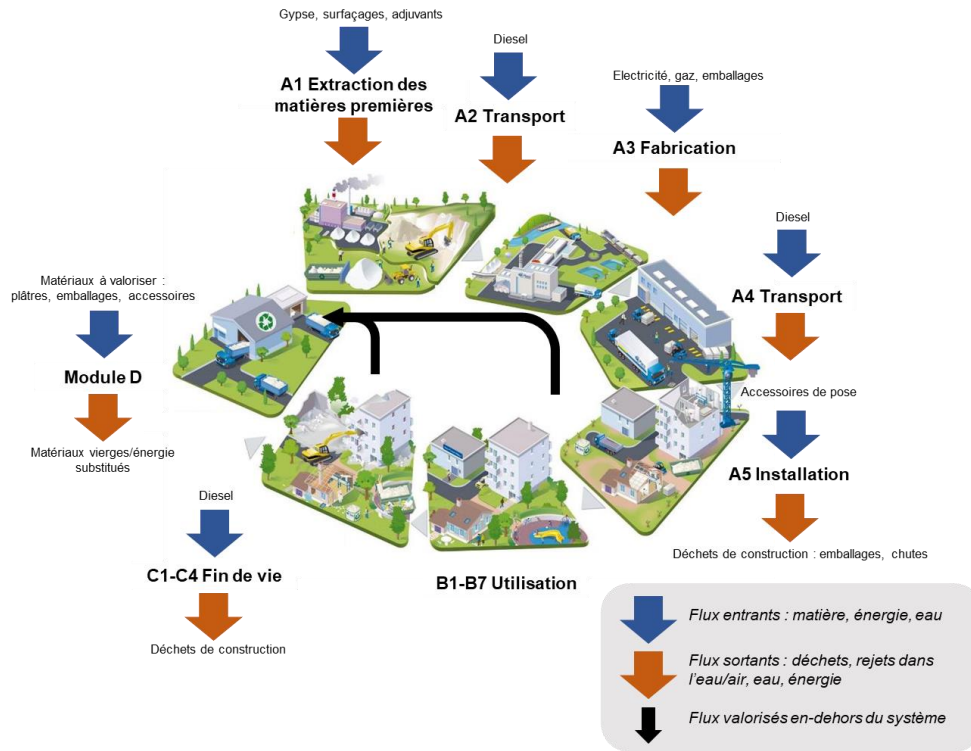 Gypse, surfaçages, adjuvants
A1 Extraction des
matières premières
Diesel
A2 Transport
Electricité, gaz, emballages
A3 Fabrication
Diesel
A4 Transport
Accessoires de pose
A5 Installation
Déchets de construction : emballages, chutes
B1-B7 Utilisation
Diesel
C1-C4 Fin de vie
Déchets de construction
Matériaux à valoriser :
plâtres, emballages, accessoires
Module D
Matériaux vierges/énergie
substitués
Flux entrants : matière, énergie, eau
Flux sortants : déchets, rejets dans
l'eau/air, eau, énergie
Flux valorisés en-dehors du système